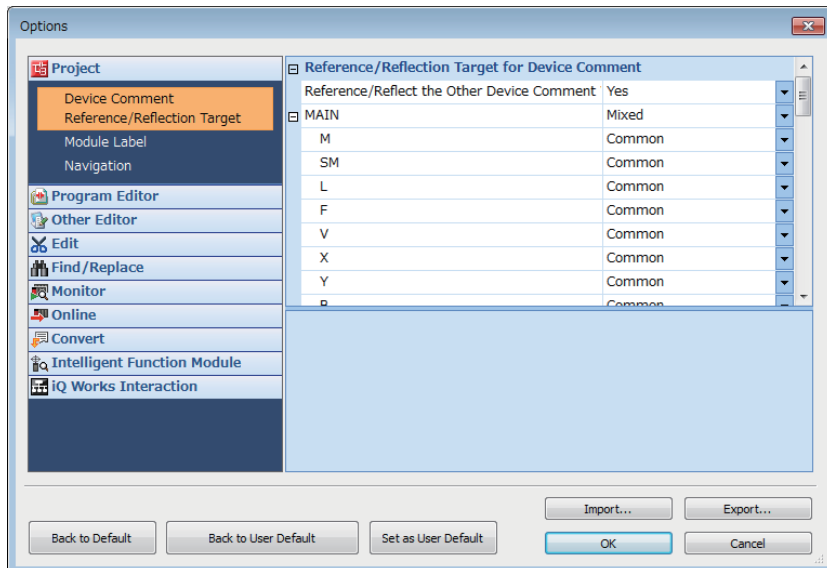 Options
Project
Device Comment
Reference/Reflection Target
Module Label
Navigation
Program Editor
Other Editor
Edit
Find/Replace
Monitor
Online
Convert
Intelligent Function Module
iQ Works Interaction
Reference/Reflection Target for Device Comment
Reference/Reflect the Other Device Comment Yes
MAIN Mixed
M Common
SM Common
L Common
F Common
V Common
X Common
Y Common
Common
Import... Export...
Back to Default Back to User Default Set as User Default OK Cancel